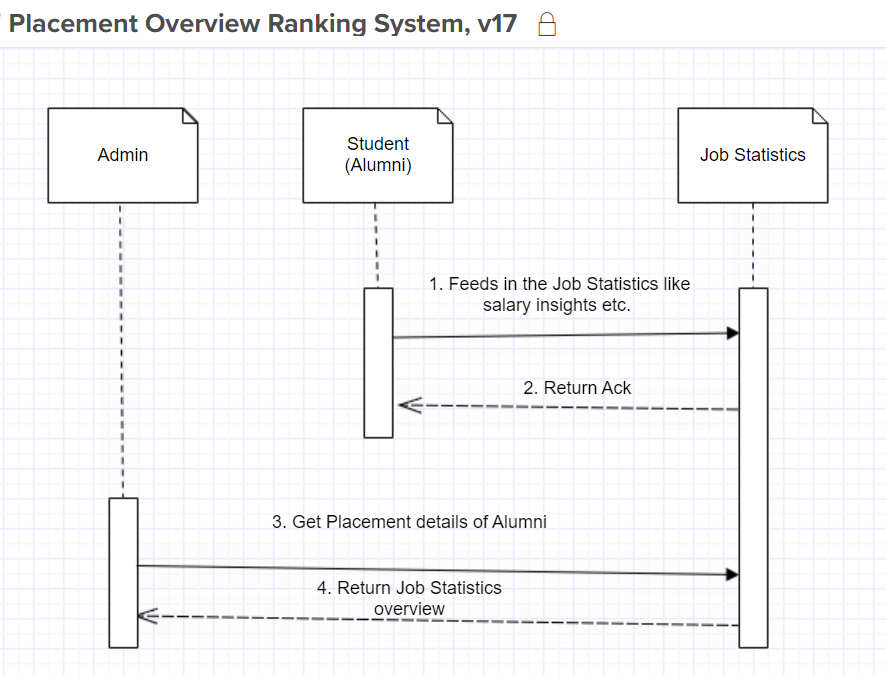 Placement Overview Ranking System, v17
Admin
Student
(Alumni)
Job Statistics
1. Feeds in the Job Statistics like
salary insights etc.
2. Return Ack
3. Get Placement details of Alumni
4. Return Job Statistics
overview